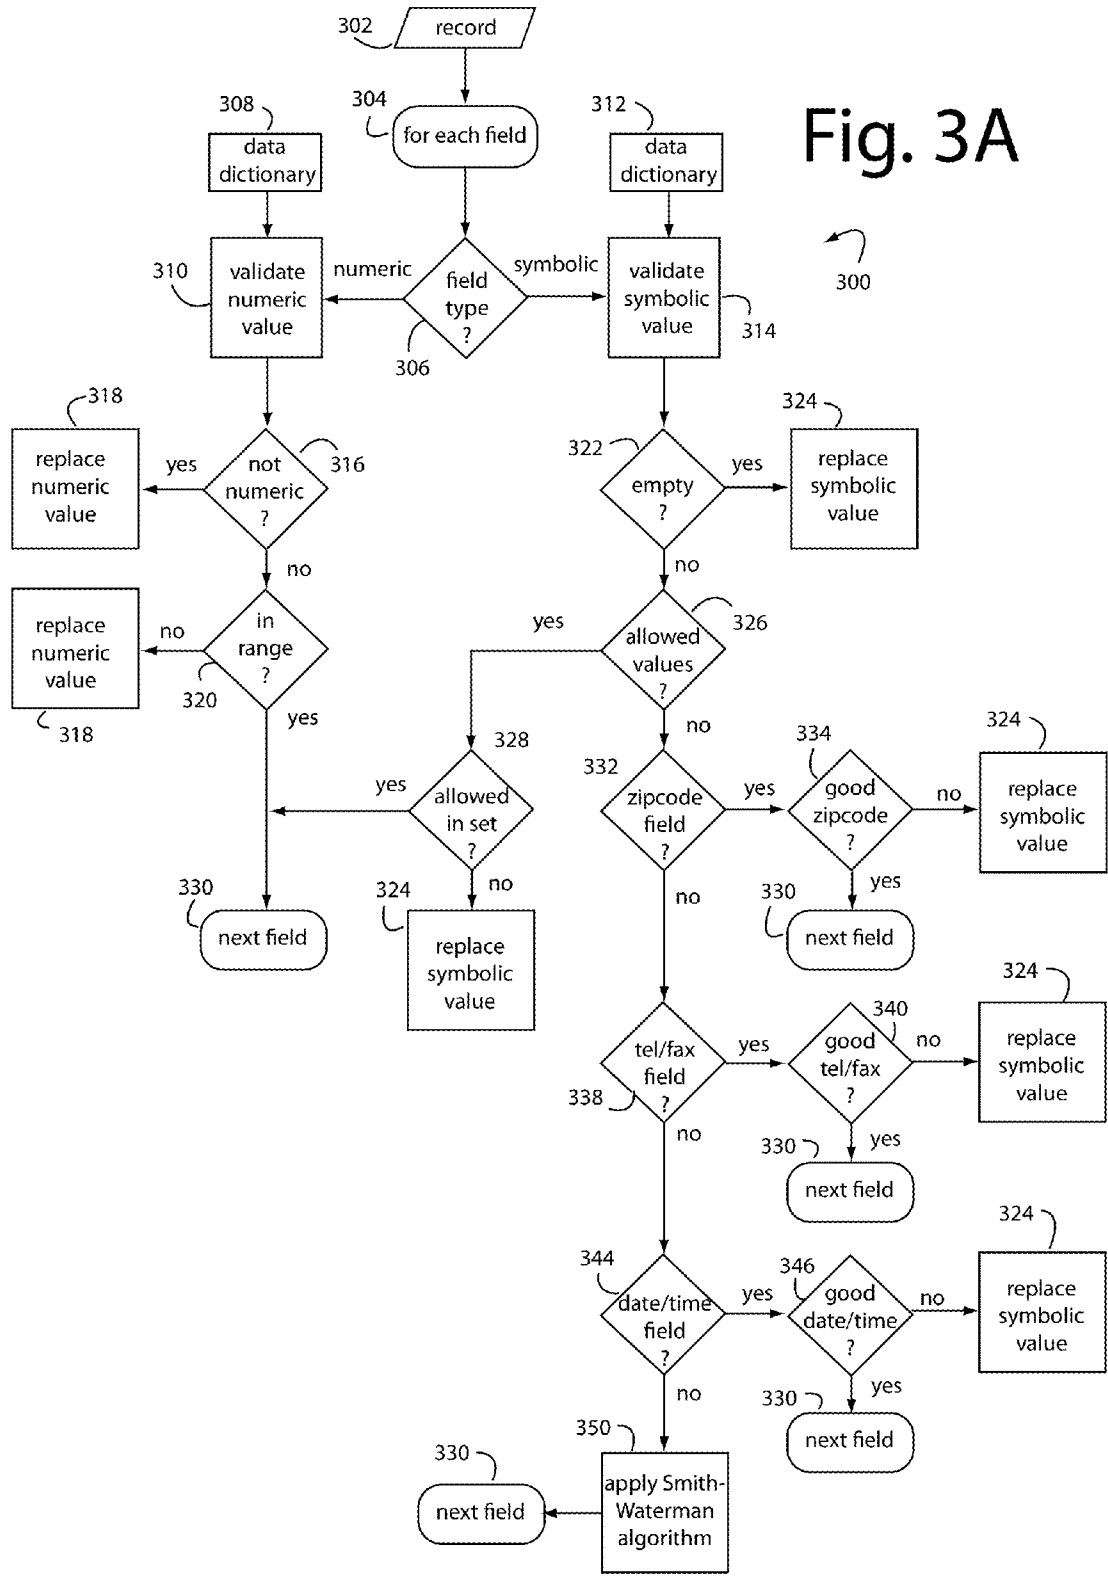 302
record
304
for each field
Fig. 3A
308
data
dictionary
312
data
dictionary
300
310
validate
numeric
value
numeric
field
type
?
306
symbolic
validate
symbolic
value
314
318
replace
numeric
value
yes
not
numeric
?
316
no
322
empty
?
yes
324
replace
symbolic
value
no
replace
numeric
value
318
no
in
range
?
320
yes
yes
allowed
values
?
326
no
328
yes
allowed
in set
?
no
332
zipcode
field
?
yes
334
good
zipcode
?
no
324
replace
symbolic
value
yes
330
next field
no
330
next field
324
replace
symbolic
value
tel/fax
field
?
338
yes
340
good
tel/fax
?
no
324
replace
symbolic
value
yes
330
next field
no
344
date/time
field
?
yes
346
good
date/time
?
no
324
replace
symbolic
value
yes
330
next field
no
350
apply Smith-
Waterman
algorithm
330
next field